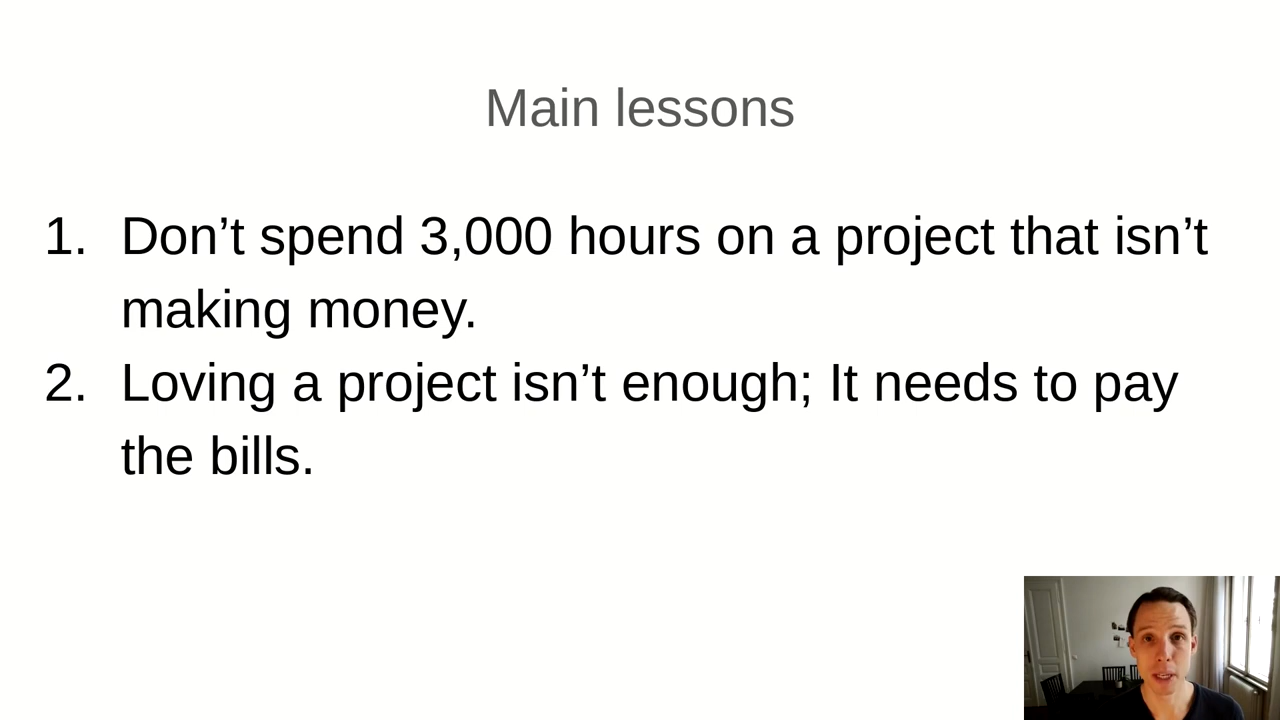 Main lessons
1. Don’t spend 3,000 hours on a project that isn’t
making money.
2. Loving a project isn’t enough; It needs to pay
the bills.